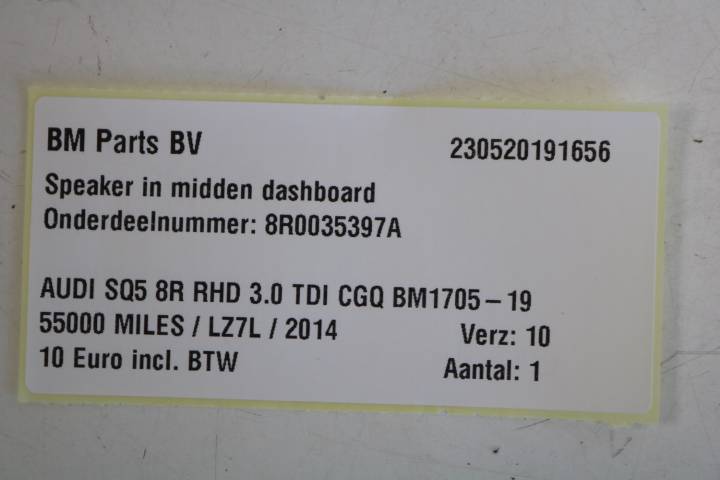 BM Parts BV 230520191656
Speaker in midden dashboard
Onderdeelnummer: 8R0035397A
AUDI SQ5 8R RHD 3.0 TDI CGQ BM1705-19
55000 MILES / LZ7L / 2014 Verz: 10
10 Euro incl. BTW Aantal: 1